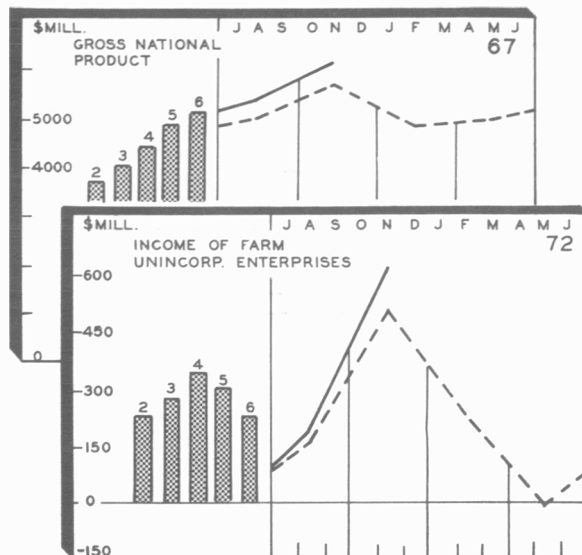 $MILL.
J A S O N D J F M A M J
67
GROSS NATIONAL
PRODUCT
2 3 4 5 6
5000
4000
0
$MILL.
J A S O N D J F M A M J
72
INCOME OF FARM
UNINCORP. ENTERPRISES
2 3 4 5 6
600
450
300
150
0
-150